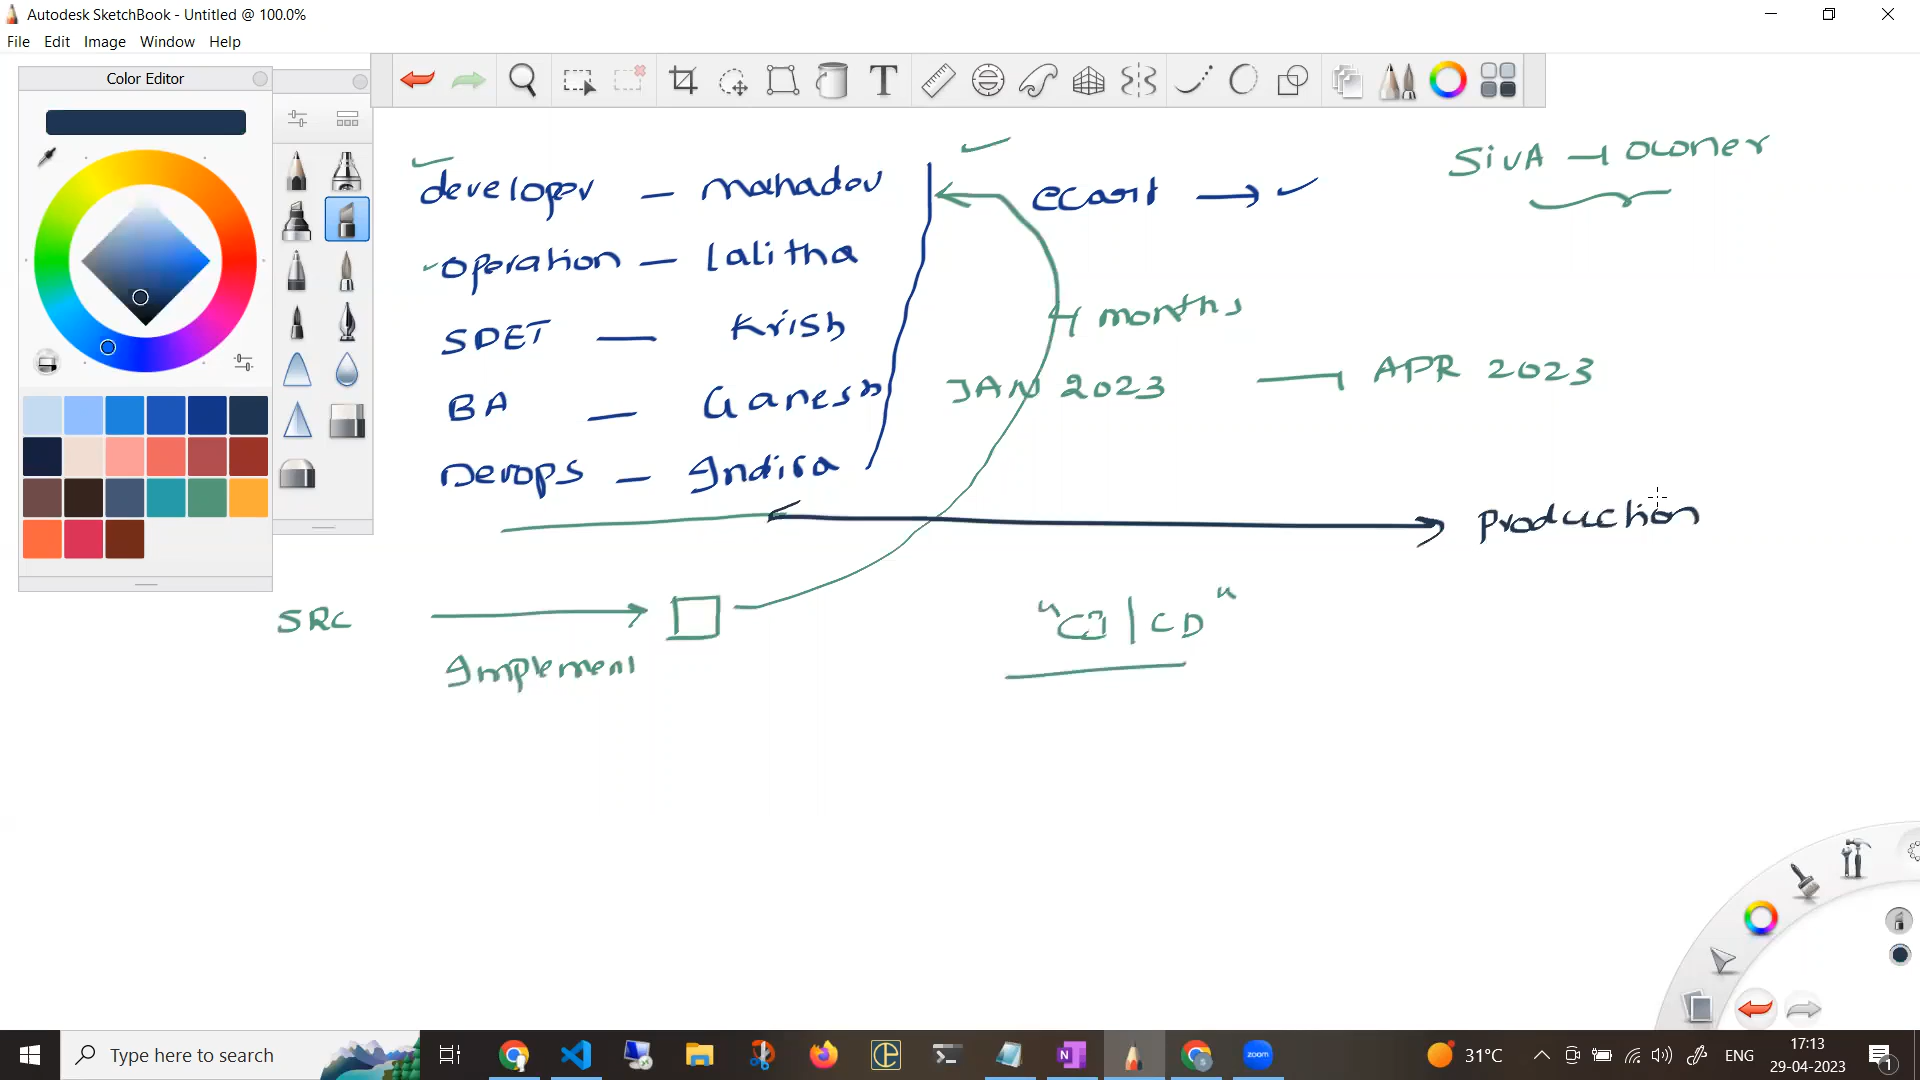 Autodesk SketchBook - Untitled @ 100.0%
File Edit Image Window Help
Color Editor
T
SivA → owner
developer – mahadev
ecart →
operation – Lalitha
4 months
SDET — Krish
JAN 2023 — APR 2023
BA — Ganesh
Devops – Indira
production
SRC
"CI | CD"
Implement
Type here to search
zoom
31°C
ENG
17:13
29-04-2023
1